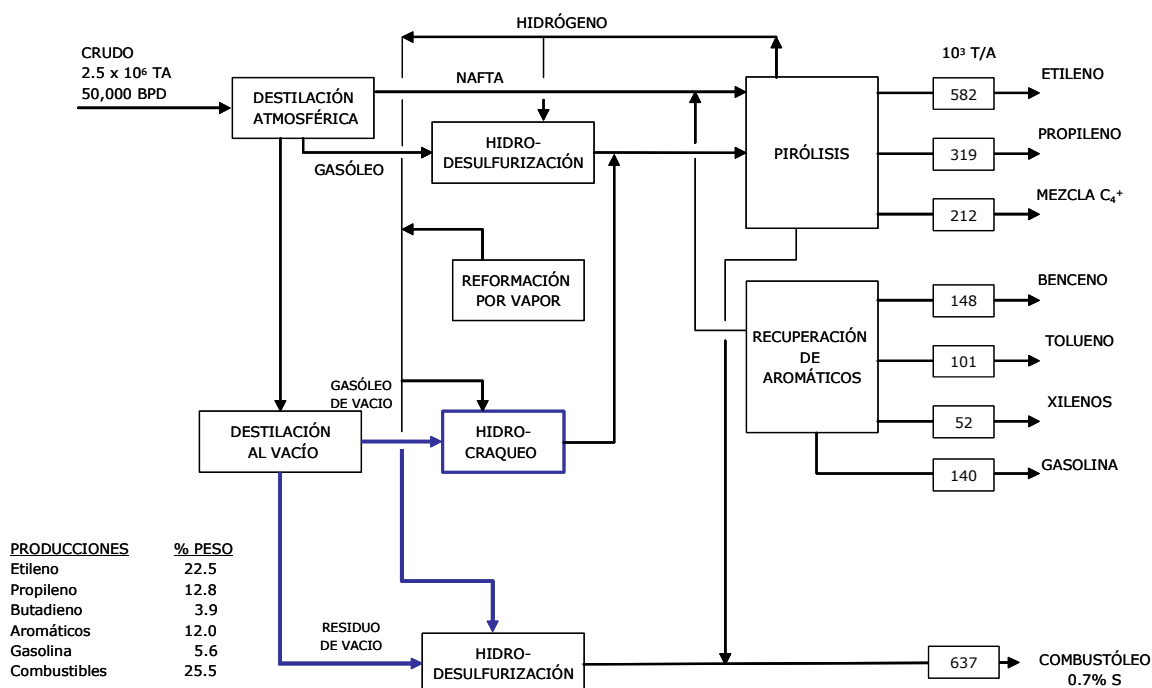 HIDRÓGENO
CRUDO
2.5 x 10⁶ TA
50,000 BPD
DESTILACIÓN
ATMOSFÉRICA
NAFTA
GASÓLEO
HIDRO-
DESULFURIZACIÓN
PIRÓLISIS
10³ T/A
582
ETILENO
319
PROPILENO
212
MEZCLA C₄⁺
REFORMACIÓN
POR VAPOR
RECUPERACIÓN
DE
AROMÁTICOS
148
BENCENO
101
TOLUENO
52
XILENOS
140
GASOLINA
GASÓLEO
DE VACIO
DESTILACIÓN
AL VACÍO
HIDRO-
CRAQUEO
PRODUCCIONES % PESO
Etileno 22.5
Propileno 12.8
Butadieno 3.9
Aromáticos 12.0
Gasolina 5.6
Combustibles 25.5
RESIDUO
DE VACIO
HIDRO-
DESULFURIZACIÓN
637
COMBUSTÓLEO
0.7% S